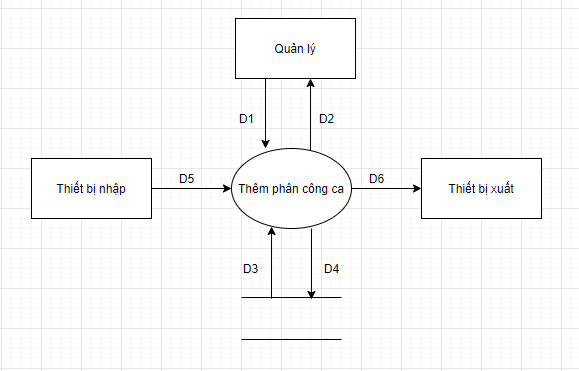 Quản lý
D1
D2
Thiết bị nhập
D5
Thêm phân công ca
D6
Thiết bị xuất
D3
D4